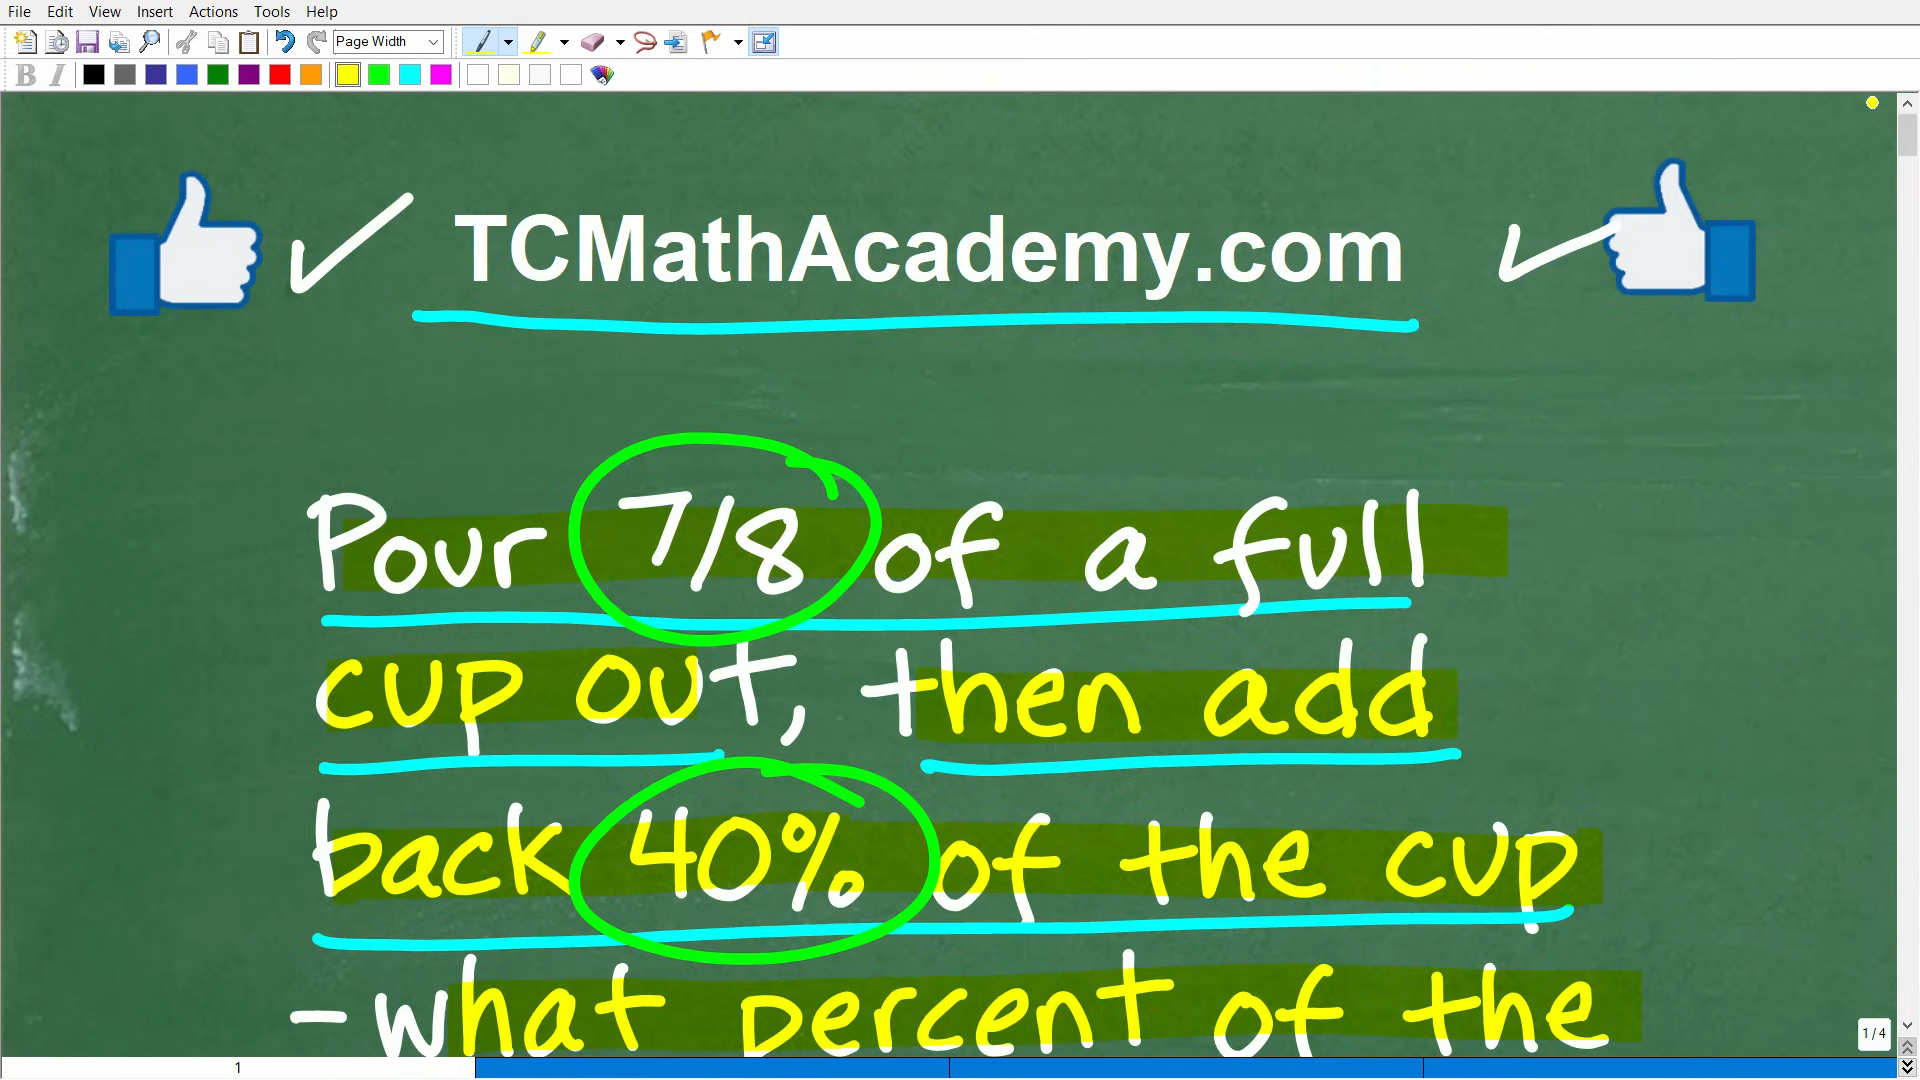 File Edit View Insert Actions Tools Help
Page Width
B I
TCMathAcademy.com
Pour 7/8 of a full
cup out, then add
back 40% of the cup
- what percent of the
1 / 4
1